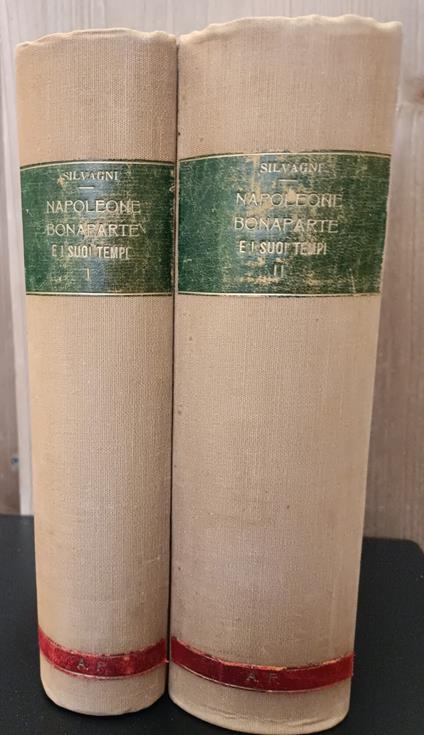 SILVAGNI
NAPOLEONE
BONAPARTE
E I SUOI TEMPI
I
A. F.
SILVAGNI
NAPOLEONE
BONAPARTE
E I SUOI TEMPI
II
A. F.